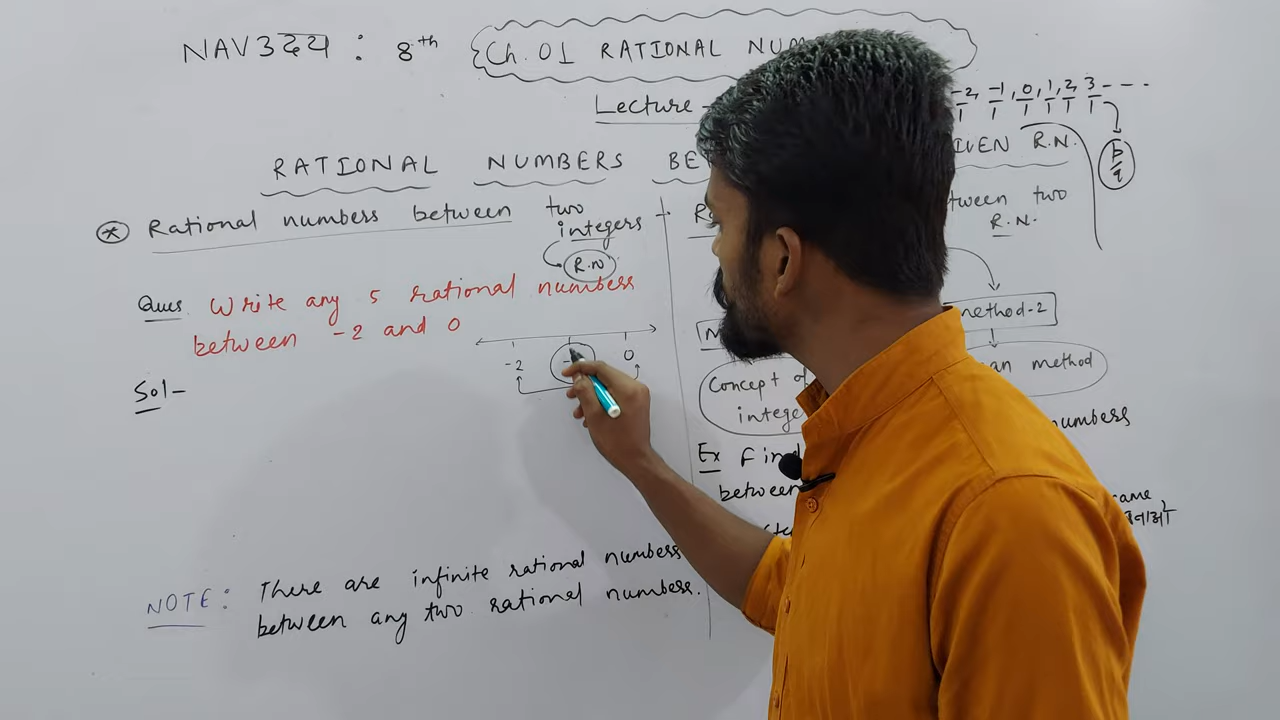 NAV3उदय : 8th
Ch. 01 RATIONAL NUM
Lecture -
-2, -1, 0, 1, 2, 3 - - -
1 1 1 1 1 1
p/q
RATIONAL NUMBERS BE
IVEN R.N.
Rational numbers between two
integers
R.N
tween two
R.N.
Ques. Write any 5 rational numbers
between -2 and 0
-2
0
Sol-
method-2
an method
Concept o
intege
umbers
Ex Find
between
ame,
NOTE: There are infinite rational numbers
between any two rational numbers.